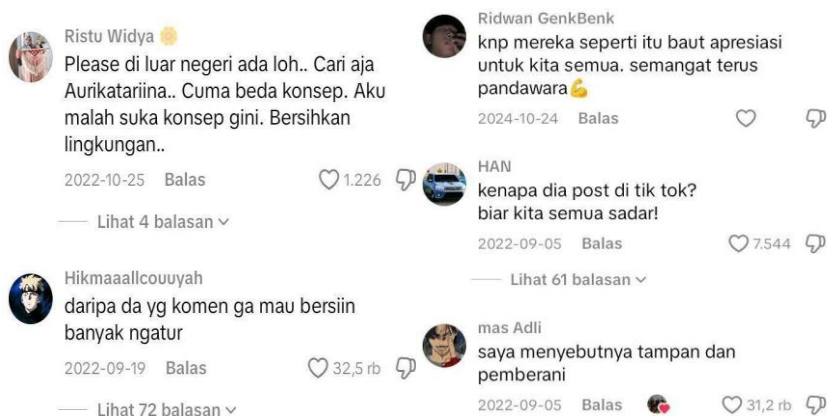 Ristu Widya 🌼
Please di luar negeri ada loh.. Cari aja
Aurikatariina.. Cuma beda konsep. Aku
malah suka konsep gini. Bersihkan
lingkungan..
2022-10-25 Balas 1.226
Lihat 4 balasan
Hikmaaallcouuyah
daripa da yg komen ga mau bersiin
banyak ngatur
2022-09-19 Balas 32,5 rb
Lihat 72 balasan
Ridwan GenkBenk
knp mereka seperti itu baut apresiasi
untuk kita semua. semangat terus
pandawara💪
2024-10-24 Balas
HAN
kenapa dia post di tik tok?
biar kita semua sadar!
2022-09-05 Balas 7.544
Lihat 61 balasan
mas Adli
saya menyebutnya tampan dan
pemberani
2022-09-05 Balas 31,2 rb